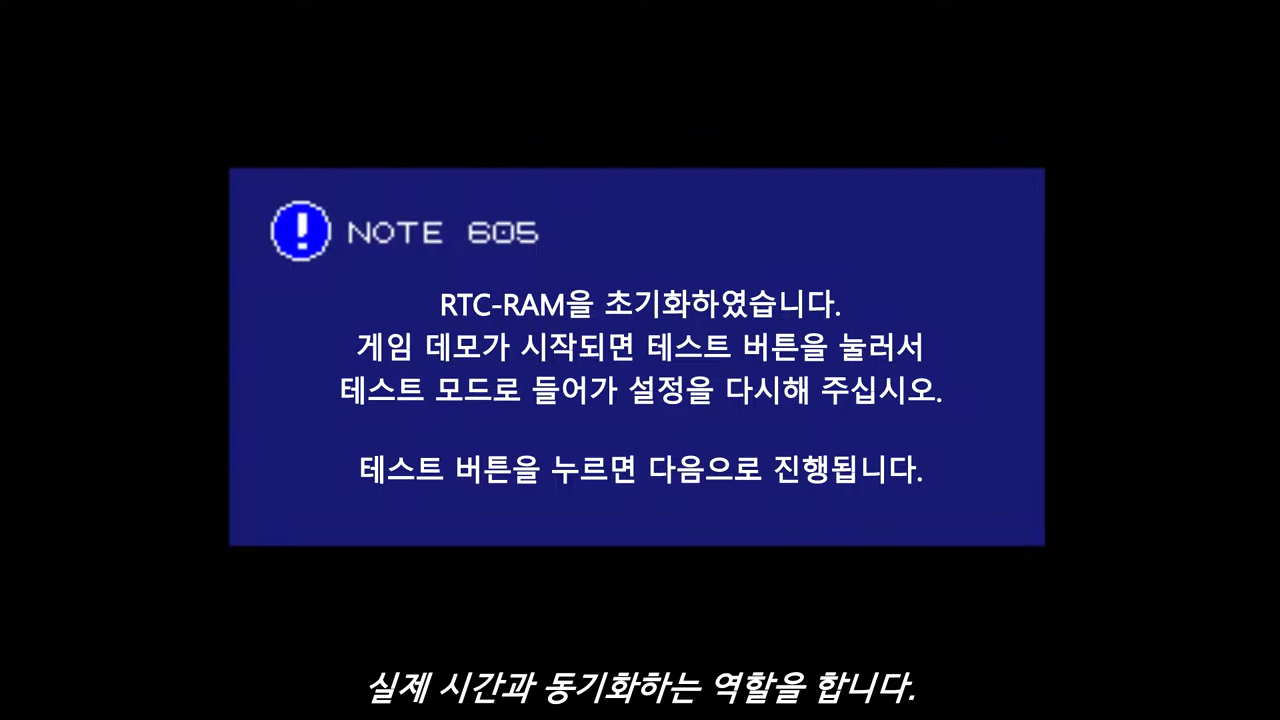 NOTE 605
RTC-RAM을 초기화하였습니다.
게임 데모가 시작되면 테스트 버튼을 눌러서
테스트 모드로 들어가 설정을 다시해 주십시오.
테스트 버튼을 누르면 다음으로 진행됩니다.
실제 시간과 동기화하는 역할을 합니다.